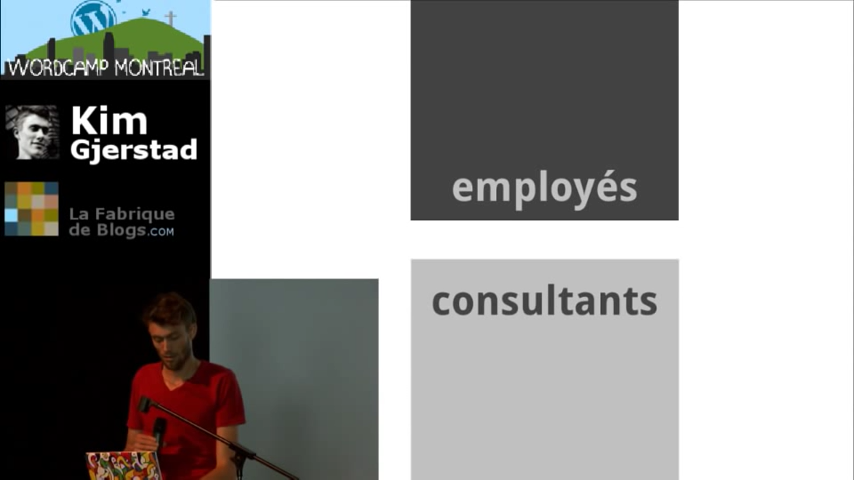 WORDCAMP MONTREAL
Kim
Gjerstad
La Fabrique
de Blogs.COM
employés
consultants